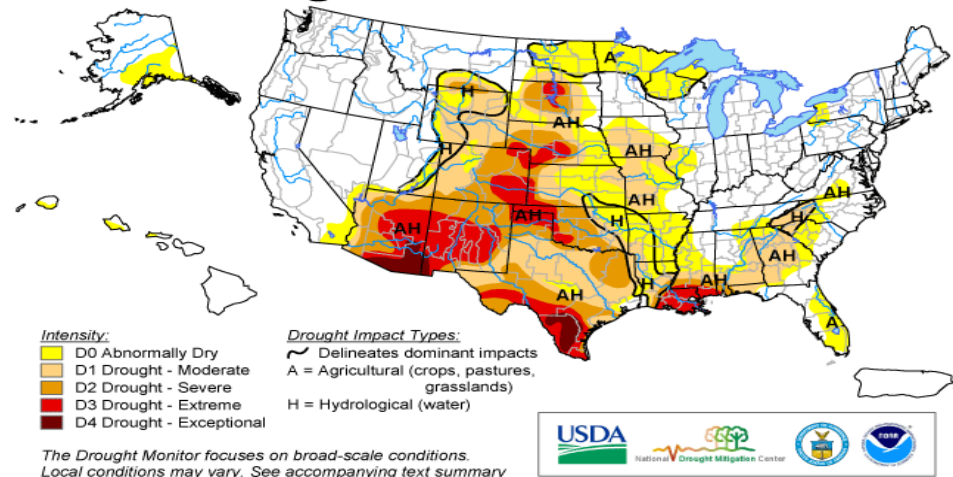 A
H
AH
H
AH
AH
AH
H
AH
H
AH
AH
AH
H
AH
AH
A
Intensity:
D0 Abnormally Dry
D1 Drought - Moderate
D2 Drought - Severe
D3 Drought - Extreme
D4 Drought - Exceptional
Drought Impact Types:
Delineates dominant impacts
A = Agricultural (crops, pastures,
grasslands)
H = Hydrological (water)
The Drought Monitor focuses on broad-scale conditions.
Local conditions may vary. See accompanying text summary
USDA
National Drought Mitigation Center